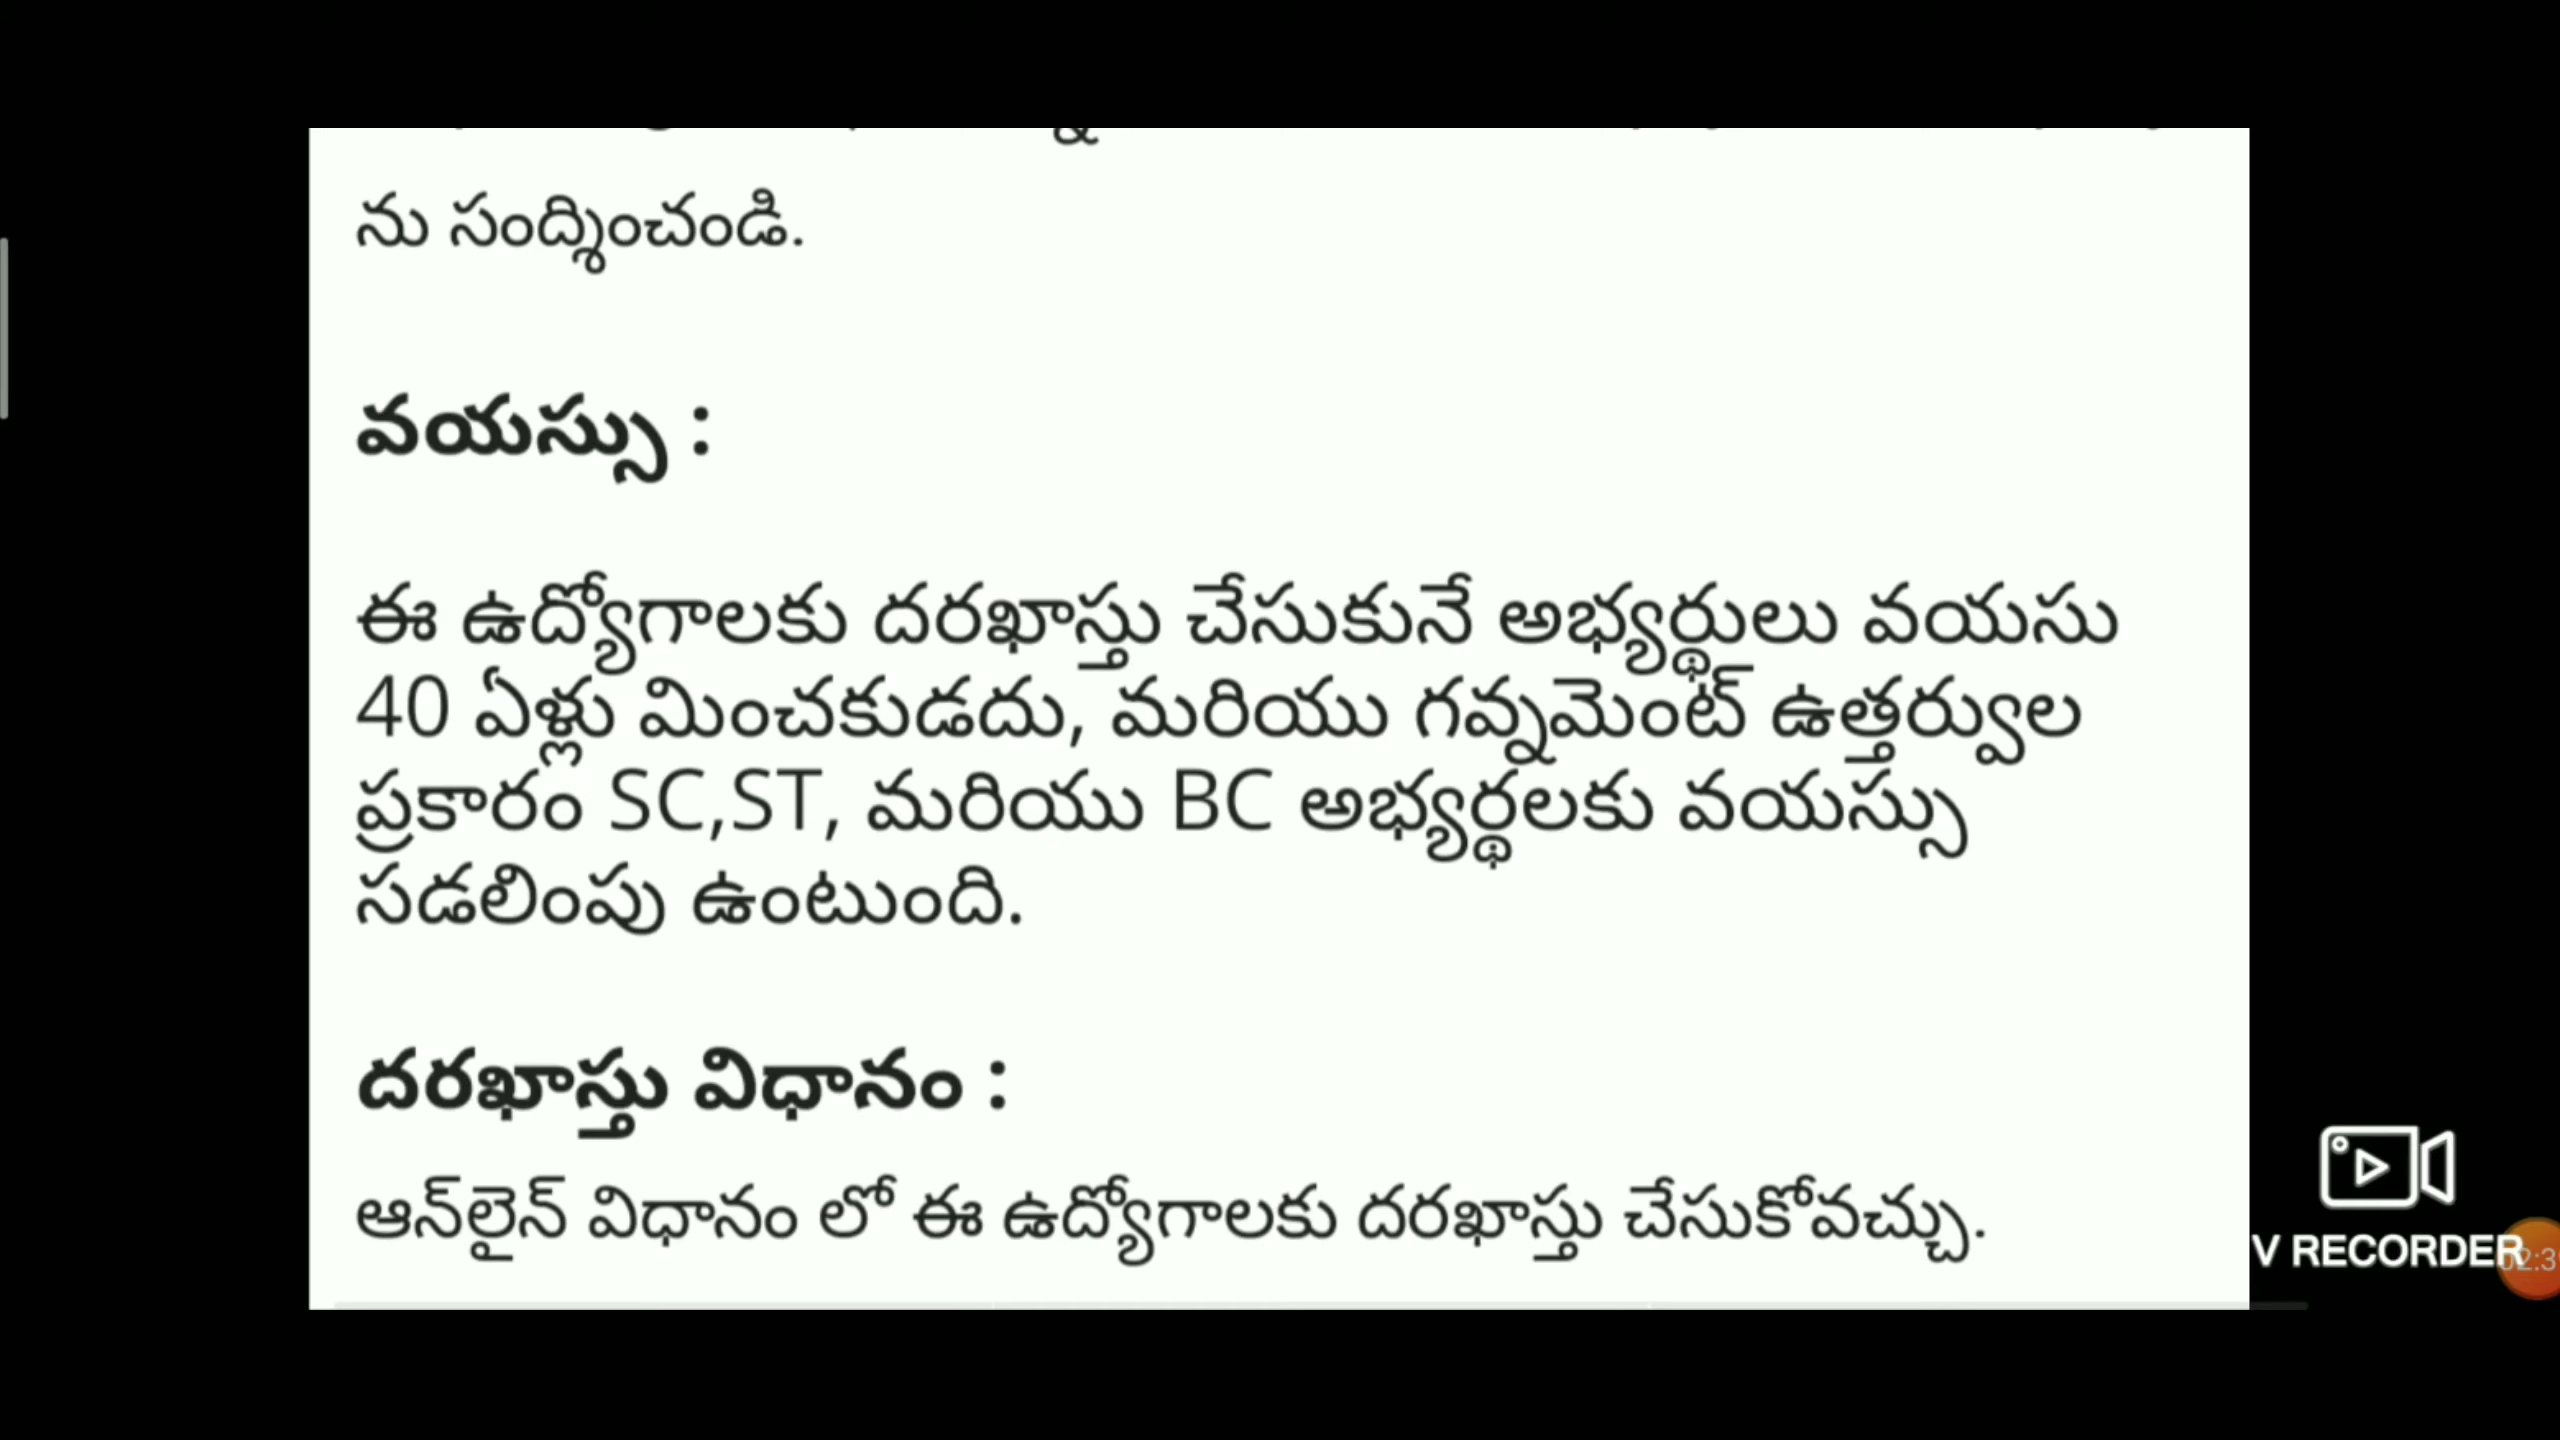 ను సంద్శించండి.
వయస్సు :
ఈ ఉద్యోగాలకు దరఖాస్తు చేసుకునే అభ్యర్థులు వయసు
40 ఏళ్లు మించకుడదు, మరియు గవ్నమెంట్ ఉత్తర్వుల
ప్రకారం SC,ST, మరియు BC అభ్యర్థలకు వయస్సు
సడలింపు ఉంటుంది.
దరఖాస్తు విధానం :
ఆన్‌లైన్ విధానం లో ఈ ఉద్యోగాలకు దరఖాస్తు చేసుకోవచ్చు.
V RECORDER